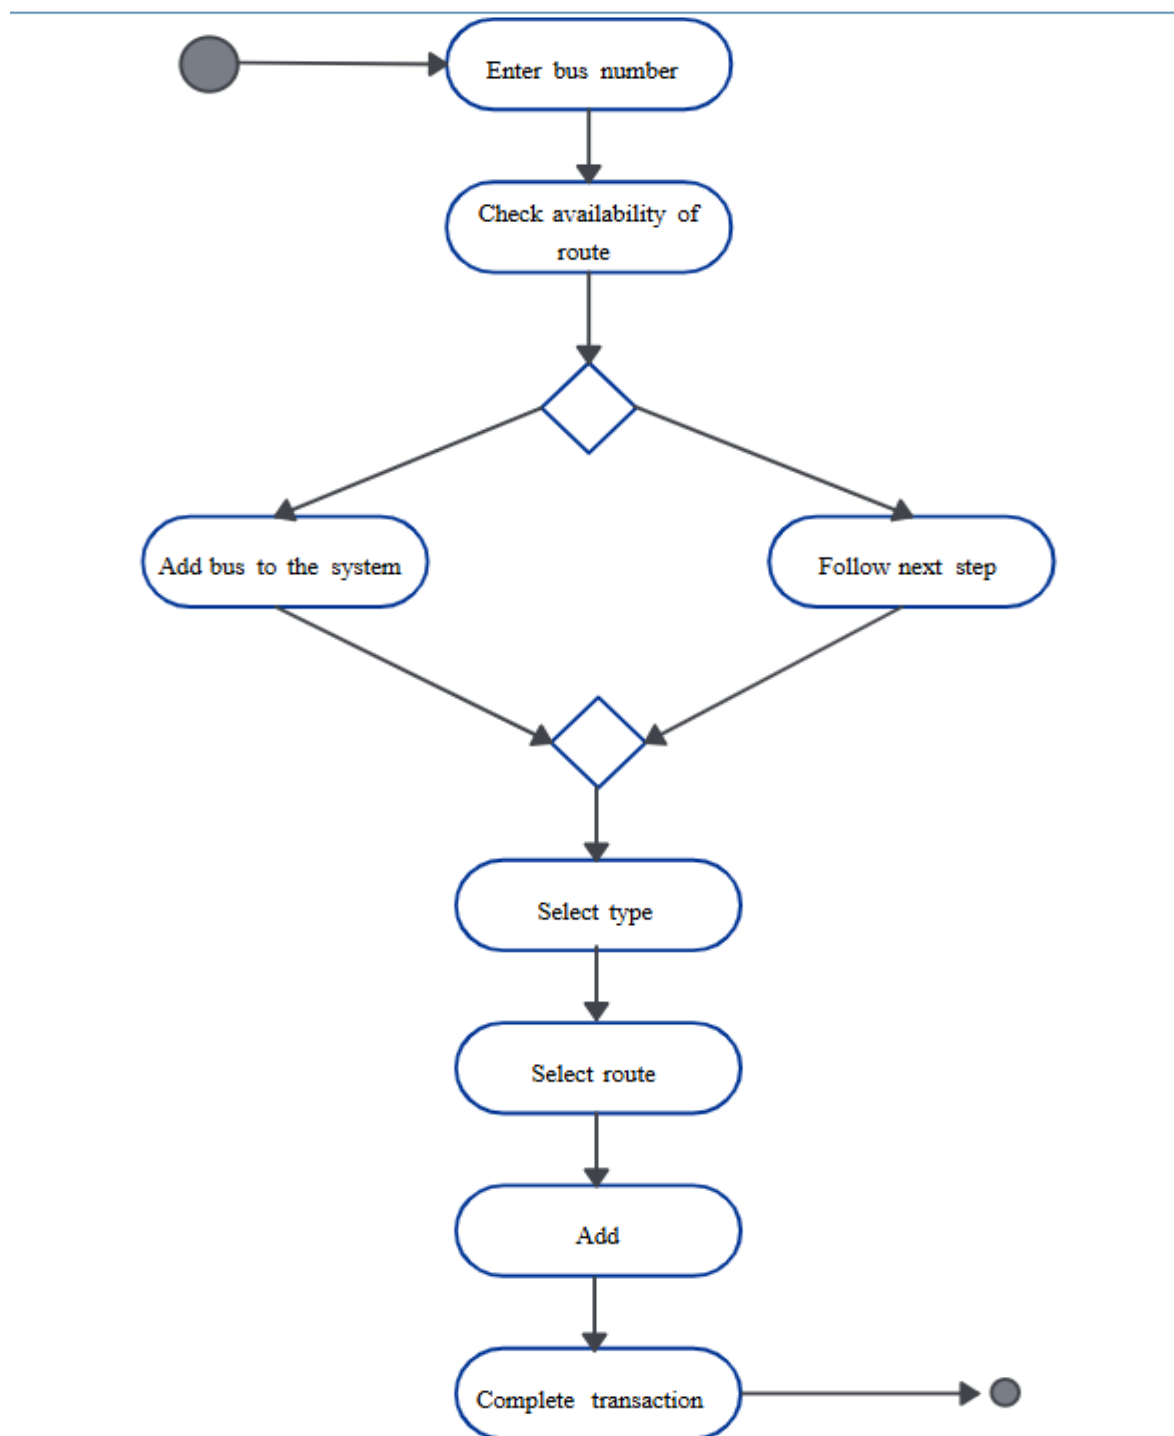 Enter bus number
Check availability of
route
Add bus to the system
Follow next step
Select type
Select route
Add
Complete transaction